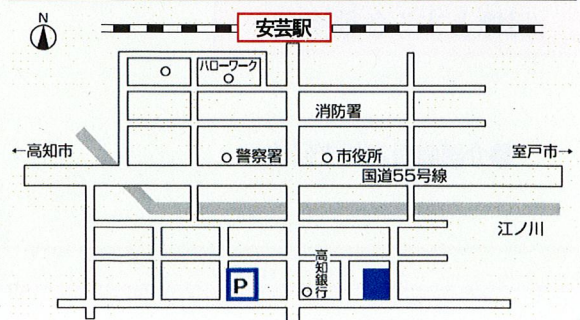 N
安芸駅
ハローワーク
消防署
←高知市
警察署
市役所
室戸市→
国道55号線
江ノ川
高知銀行
P